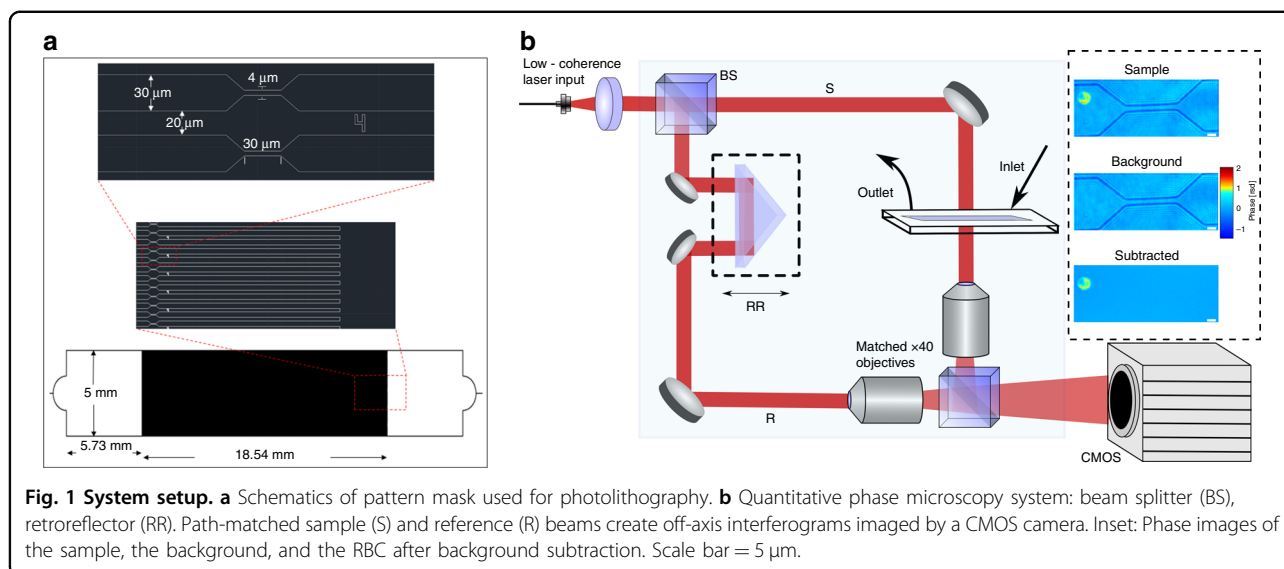 a
4 μm
30 μm
20 μm
30 μm
4
5 mm
5.73 mm
18.54 mm
b
Low - coherence
laser input
BS
S
Sample
Inlet
Outlet
Background
2
1
0
−1
Phase [rad]
Subtracted
RR
Matched ×40
objectives
R
CMOS
Fig. 1 System setup. a Schematics of pattern mask used for photolithography. b Quantitative phase microscopy system: beam splitter (BS),
retroreflector (RR). Path-matched sample (S) and reference (R) beams create off-axis interferograms imaged by a CMOS camera. Inset: Phase images of
the sample, the background, and the RBC after background subtraction. Scale bar = 5 μm.